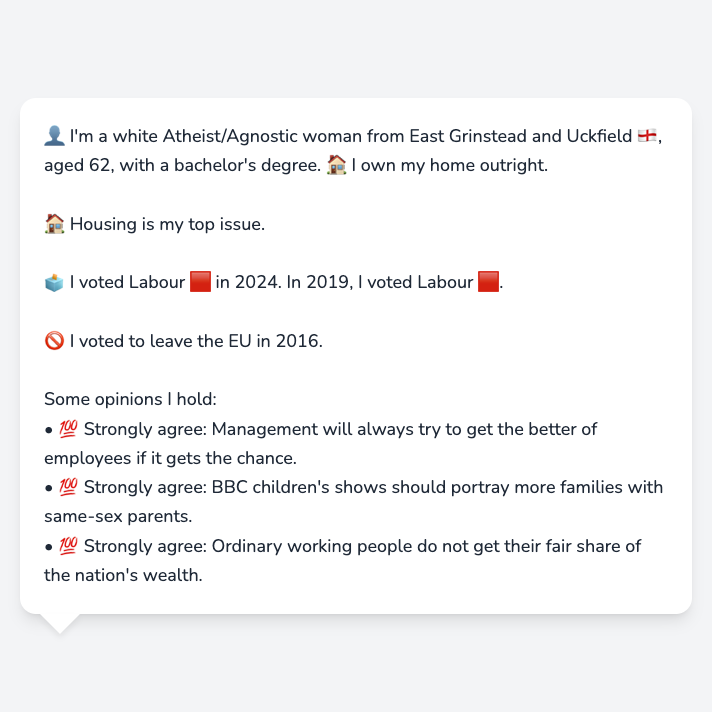 👤 I'm a white Atheist/Agnostic woman from East Grinstead and Uckfield 🏴󠁧󠁢󠁥󠁮󠁧󠁿,
aged 62, with a bachelor's degree. 🏠 I own my home outright.
🏠 Housing is my top issue.
🗳️ I voted Labour 🟥 in 2024. In 2019, I voted Labour 🟥.
🚫 I voted to leave the EU in 2016.
Some opinions I hold:
• 💯 Strongly agree: Management will always try to get the better of
employees if it gets the chance.
• 💯 Strongly agree: BBC children's shows should portray more families with
same-sex parents.
• 💯 Strongly agree: Ordinary working people do not get their fair share of
the nation's wealth.